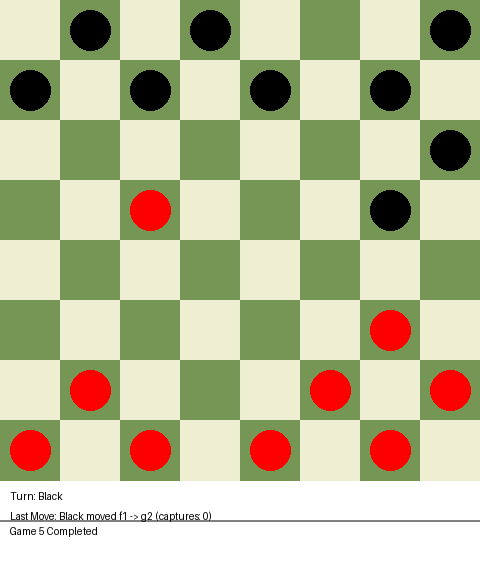 Turn: Black
Last Move: Black moved f1 -> g2 (captures: 0)
Game 5 Completed